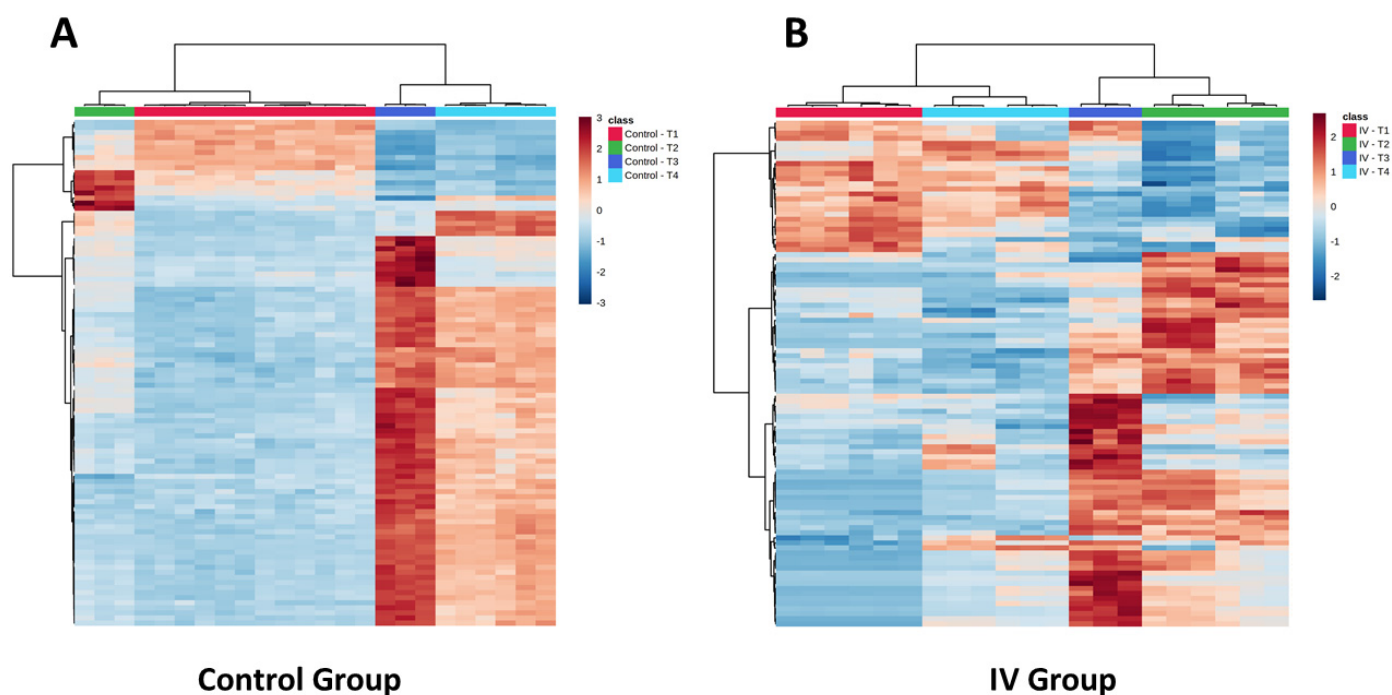 A
3
2
1
0
-1
-2
-3
class
Control - T1
Control - T2
Control - T3
Control - T4
Control Group
B
2
1
0
-1
-2
class
IV - T1
IV - T2
IV - T3
IV - T4
IV Group